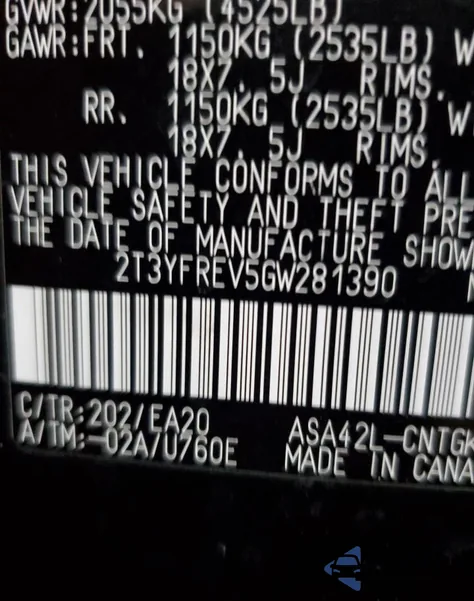 GVWR:2055KG (4525LB)
GAWR:FRT. 1150KG (2535LB) W
18X7. 5J RIMS.
RR. 1150KG (2535LB) W
18X7. 5J RIMS.
THIS VEHICLE CONFORMS TO ALL
VEHICLE SAFETY AND THEFT PRE
THE DATE OF MANUFACTURE SHOW
2T3YFREV5GW281390
C/TR:202/EA20 ASA42L-CNTGK
A/TM:-02A/U760E MADE IN CANA